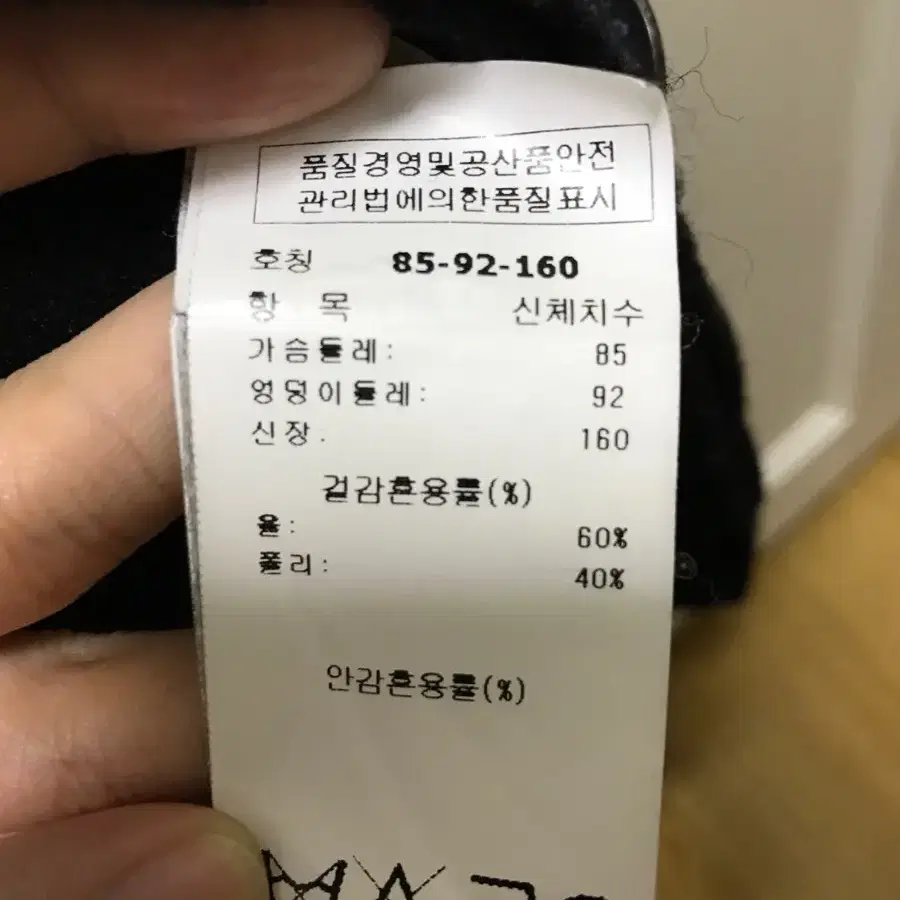 품질경영및공산품안전
관리법에의한품질표시
호칭 85-92-160
항 목 신체치수
가슴둘레: 85
엉덩이둘레: 92
신장: 160
겉감혼용률(%)
울: 60%
폴리: 40%
안감혼용률(%)